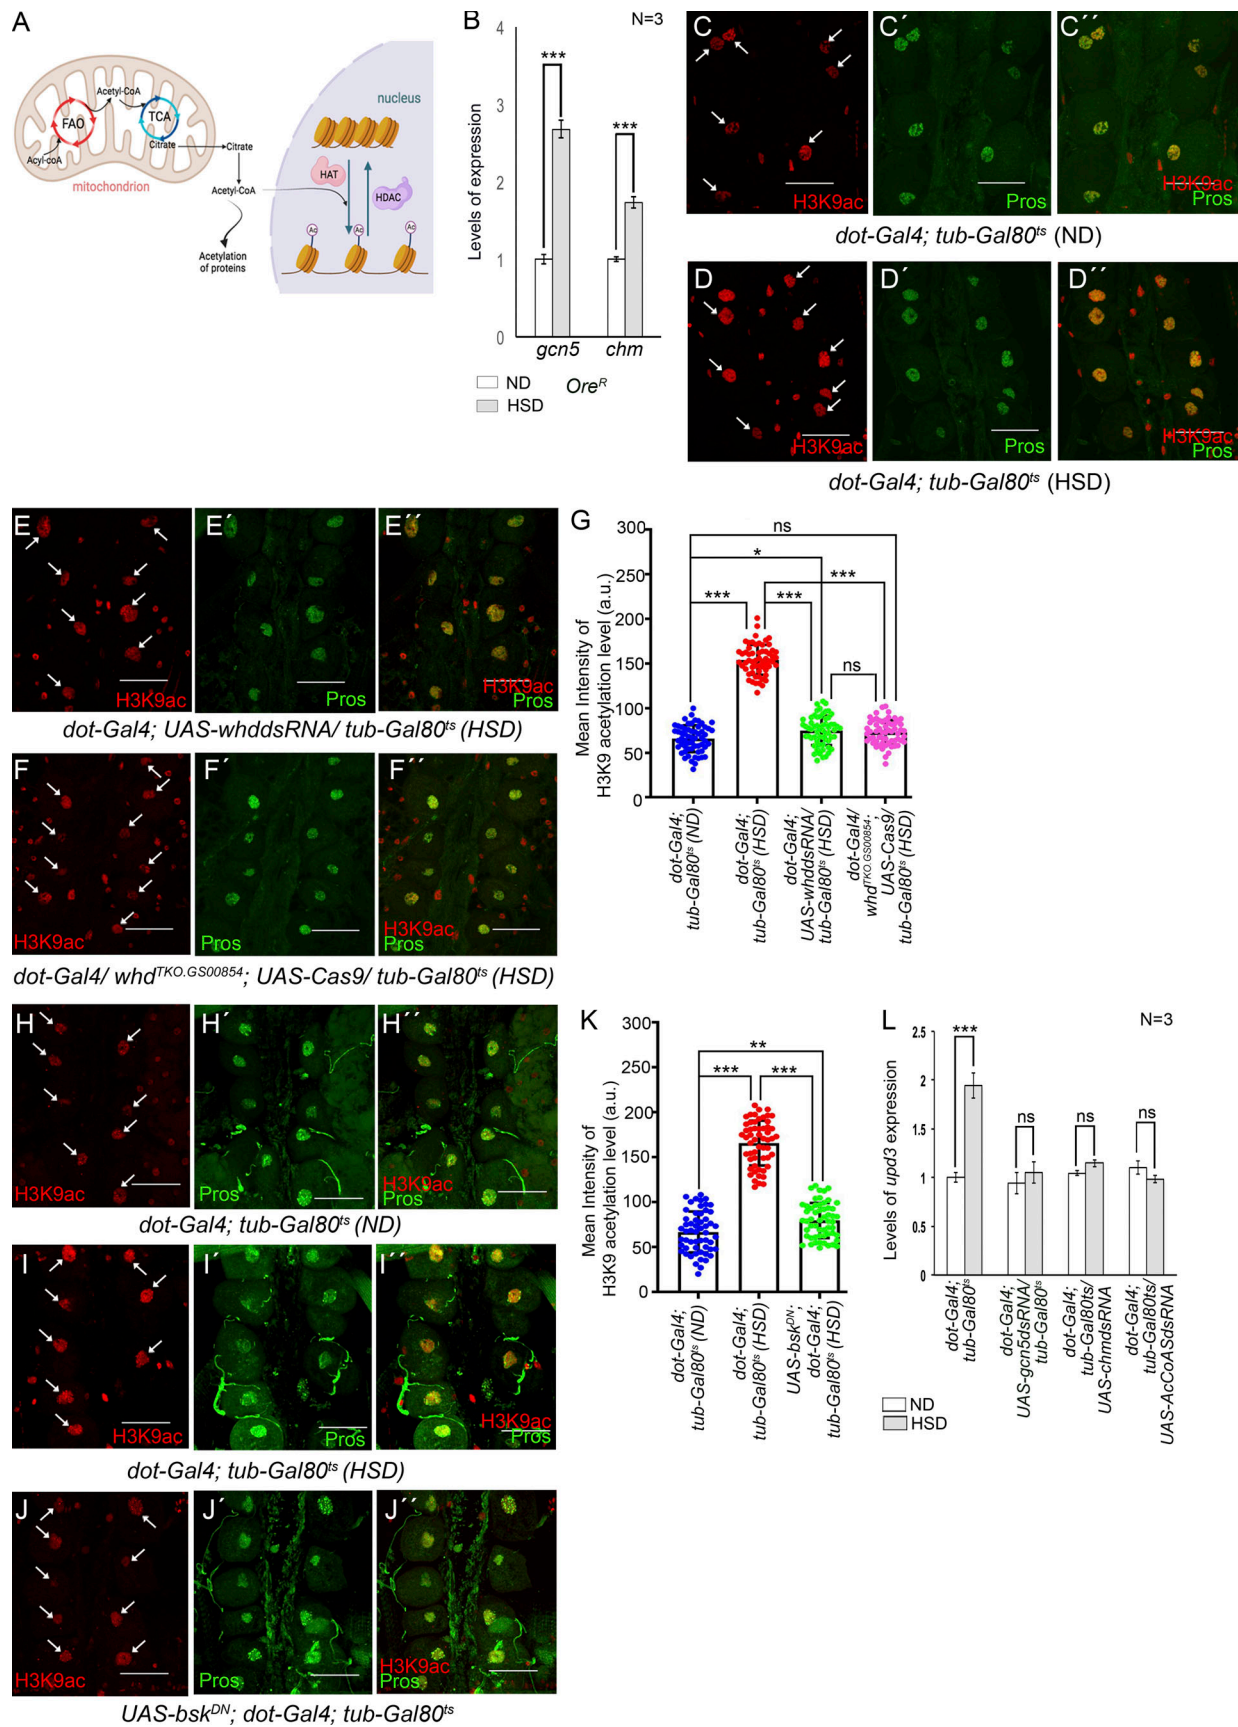 A
FAO
Acetyl-CoA
TCA
Citrate
Acyl-coA
mitochondrion
Citrate
Acetyl-CoA
Acetylation
of proteins
nucleus
HAT
HDAC
Ac
Ac
Ac
B
N=3
Levels of expression
4
3
2
1
0
***
***
gcn5
chm
ND
HSD
Ore^R
C
H3K9ac
C´
Pros
C´´
H3K9ac
Pros
dot-Gal4; tub-Gal80^ts (ND)
D
H3K9ac
D´
Pros
D´´
H3K9ac
Pros
dot-Gal4; tub-Gal80^ts (HSD)
E
H3K9ac
E´
Pros
E´´
H3K9ac
Pros
dot-Gal4; UAS-whddsRNA/ tub-Gal80^ts (HSD)
F
H3K9ac
F´
Pros
F´´
H3K9ac
Pros
dot-Gal4/ whd^TKO.GS00854; UAS-Cas9/ tub-Gal80^ts (HSD)
G
Mean Intensity of
H3K9 acetylation level (a.u.)
300
250
200
150
100
50
0
ns
*
***
***
***
ns
dot-Gal4;
tub-Gal80^ts (ND)
dot-Gal4;
tub-Gal80^ts (HSD)
dot-Gal4;
UAS-whddsRNA/
tub-Gal80^ts (HSD)
dot-Gal4/
whd^TKO.GS00854;
UAS-Cas9/
tub-Gal80^ts (HSD)
H
H3K9ac
H´
Pros
H´´
H3K9ac
Pros
dot-Gal4; tub-Gal80^ts (ND)
I
H3K9ac
I´
Pros
I´´
H3K9ac
Pros
dot-Gal4; tub-Gal80^ts (HSD)
J
H3K9ac
J´
Pros
J´´
H3K9ac
Pros
UAS-bsk^DN; dot-Gal4; tub-Gal80^ts
K
Mean Intensity of
H3K9 acetylation level (a.u.)
300
250
200
150
100
50
0
**
***
***
dot-Gal4;
tub-Gal80^ts (ND)
dot-Gal4;
tub-Gal80^ts (HSD)
UAS-bsk^DN;
dot-Gal4;
tub-Gal80^ts (HSD)
L
N=3
Levels of upd3 expression
2.5
2
1.5
1
0.5
0
***
ns
ns
ns
dot-Gal4;
tub-Gal80^ts
dot-Gal4;
UAS-gcn5dsRNA/
tub-Gal80^ts
dot-Gal4;
tub-Gal80ts/
UAS-chmdsRNA
dot-Gal4;
tub-Gal80ts/
UAS-AcCoASdsRNA
ND
HSD